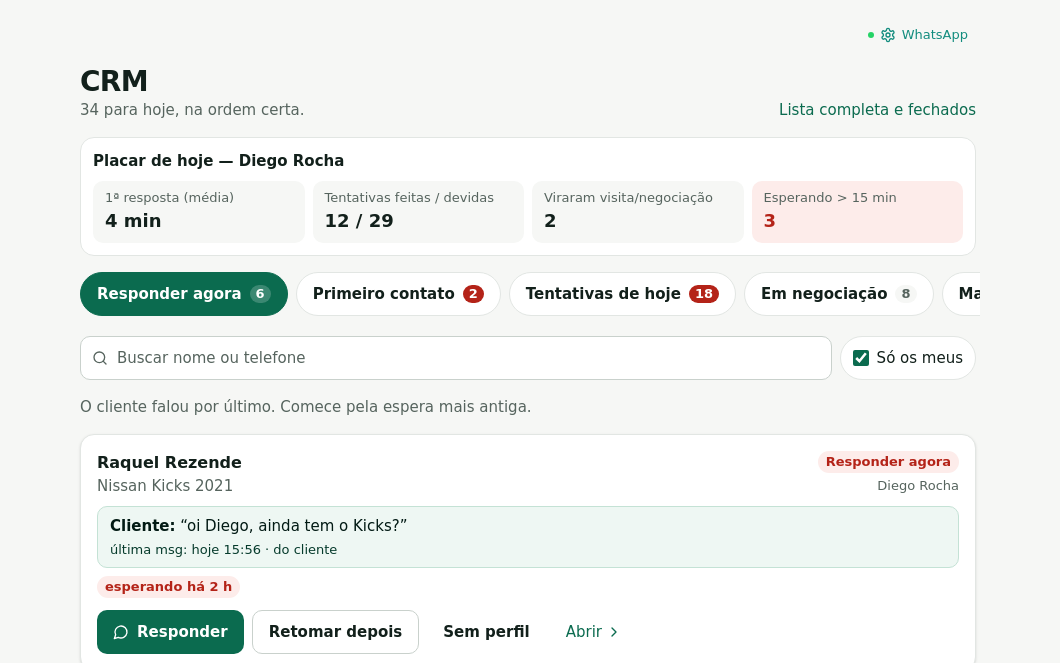 WhatsApp
CRM
34 para hoje, na ordem certa.
Lista completa e fechados
Placar de hoje — Diego Rocha
1ª resposta (média)
4 min
Tentativas feitas / devidas
12 / 29
Viraram visita/negociação
2
Esperando > 15 min
3
Responder agora 6
Primeiro contato 2
Tentativas de hoje 18
Em negociação 8
Ma
Buscar nome ou telefone
Só os meus
O cliente falou por último. Comece pela espera mais antiga.
Raquel Rezende
Responder agora
Nissan Kicks 2021
Diego Rocha
Cliente: “oi Diego, ainda tem o Kicks?”
última msg: hoje 15:56 · do cliente
esperando há 2 h
Responder
Retomar depois
Sem perfil
Abrir